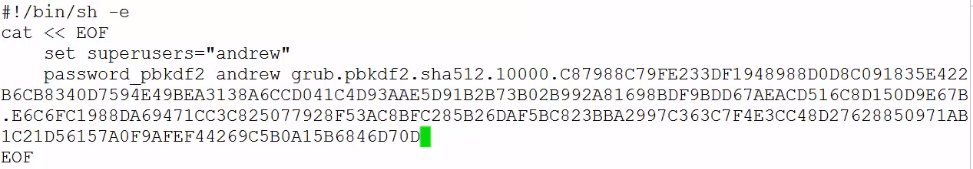 #!/bin/sh -e
cat << EOF
    set superusers="andrew"
    password_pbkdf2 andrew grub.pbkdf2.sha512.10000.C87988C79FE233DF1948988D0D8C091835E422
B6CB8340D7594E49BEA3138A6CCD041C4D93AAE5D91B2B73B02B992A81698BDF9BDD67AEACD516C8D150D9E67B
.E6C6FC1988DA69471CC3C825077928F53AC8BFC285B26DAF5BC823BBA2997C363C7F4E3CC48D27628850971AB
1C21D56157A0F9AFEF44269C5B0A15B6846D70D
EOF